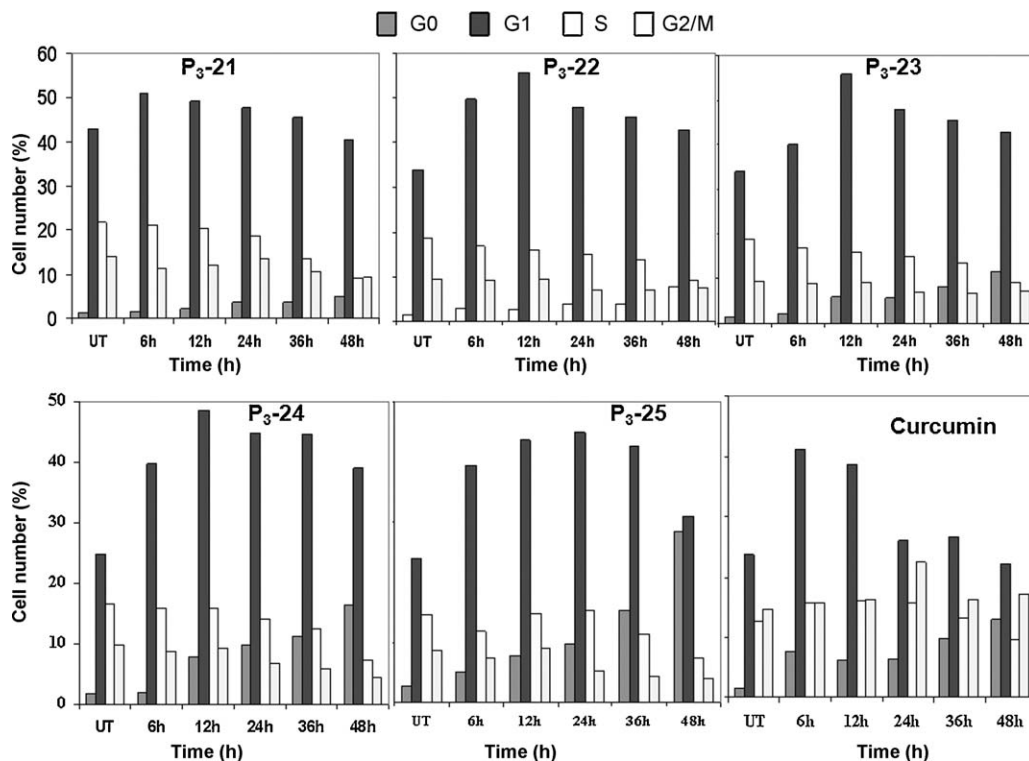 G0 G1 S G2/M
P₃-21 P₃-22 P₃-23
60
50
40
30
20
10
0
Cell number (%)
UT 6h 12h 24h 36h 48h UT 6h 12h 24h 36h 48h UT 6h 12h 24h 36h 48h
Time (h) Time (h) Time (h)
P₃-24 P₃-25 Curcumin
50
40
30
20
10
0
Cell number (%)
UT 6h 12h 24h 36h 48h UT 6h 12h 24h 36h 48h UT 6h 12h 24h 36h 48h
Time (h) Time (h) Time (h)